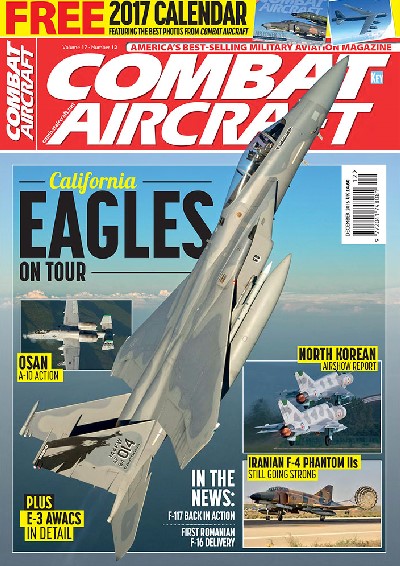 FREE 2017 CALENDAR
FEATURING THE BEST PHOTOS FROM COMBAT AIRCRAFT
AMERICA'S BEST-SELLING MILITARY AVIATION MAGAZINE
COMBAT
AIRCRAFT
COMBAT
AIRCRAFT
California
EAGLES
ON TOUR
OSAN
A-10 ACTION
NORTH KOREAN
AIRSHOW REPORT
IRANIAN F-4 PHANTOM IIs
STILL GOING STRONG
IN THE
NEWS:
F-117 BACK IN ACTION
FIRST ROMANIAN
F-16 DELIVERY
PLUS
E-3 AWACS
IN DETAIL
014